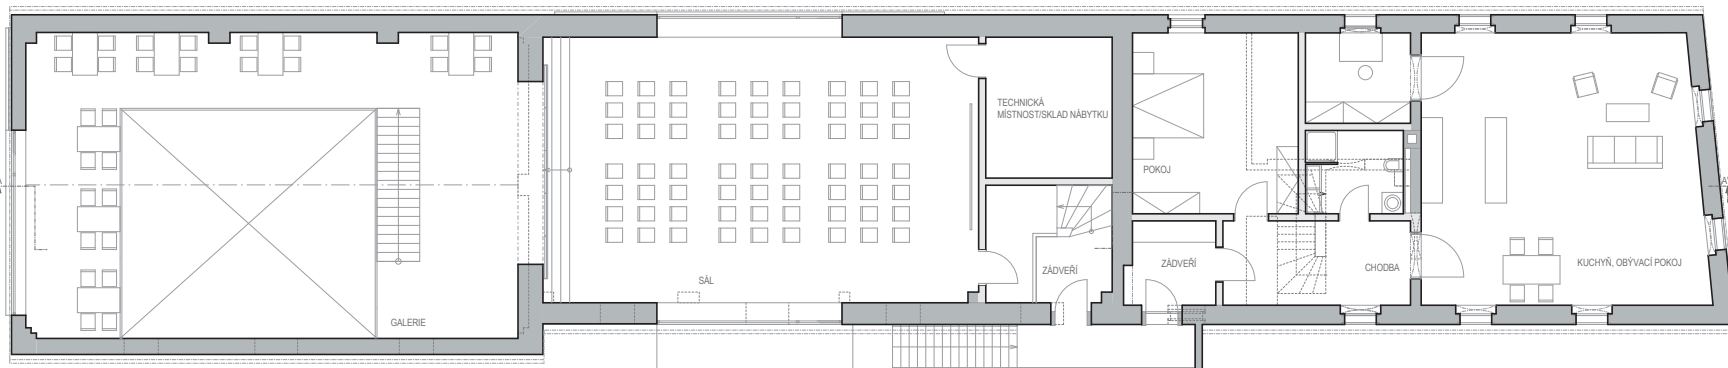 TECHNICKÁ
MÍSTNOST/SKLAD NÁBYTKU
POKOJ
ZÁDVEŘÍ
ZÁDVEŘÍ
CHODBA
KUCHYŇ, OBÝVACÍ POKOJ
SÁL
GALERIE